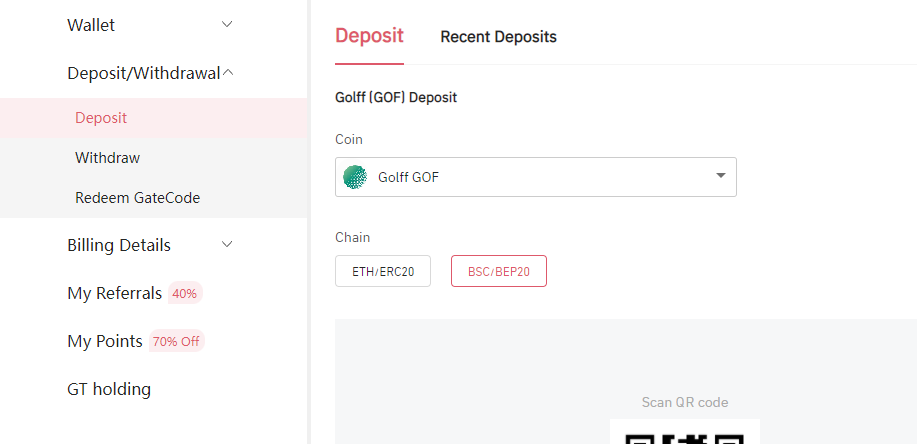 Wallet
Deposit/Withdrawal
Deposit
Withdraw
Redeem GateCode
Billing Details
My Referrals 40%
My Points 70% Off
GT holding
Deposit Recent Deposits
Golff (GOF) Deposit
Coin
Golff GOF
Chain
ETH/ERC20 BSC/BEP20
Scan QR code